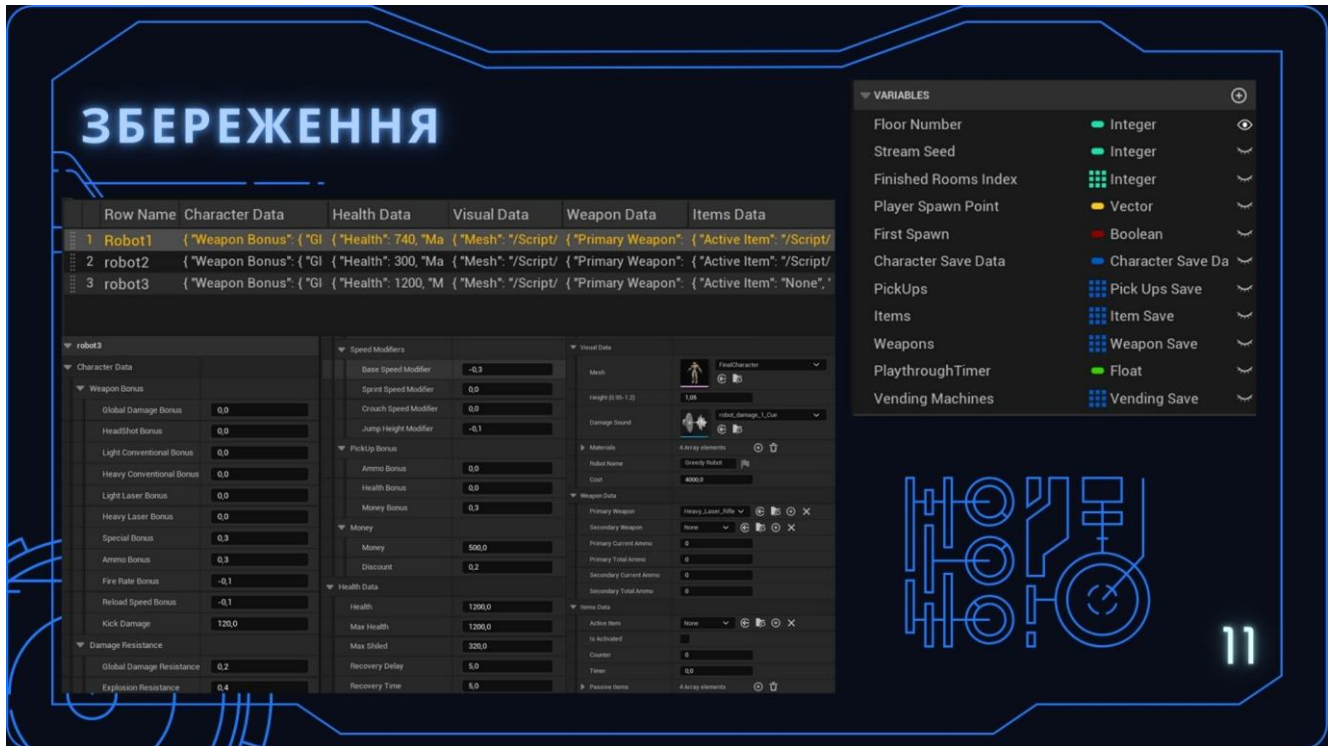 ЗБЕРЕЖЕННЯ
Row Name Character Data Health Data Visual Data Weapon Data Items Data
1 Robot1 { "Weapon Bonus": { "Gl { "Health": 740, "Ma { "Mesh": "/Script/ { "Primary Weapon": { "Active Item": "/Script/
2 robot2 { "Weapon Bonus": { "Gl { "Health": 300, "Ma { "Mesh": "/Script/ { "Primary Weapon": { "Active Item": "/Script/
3 robot3 { "Weapon Bonus": { "Gl { "Health": 1200, "M { "Mesh": "/Script/ { "Primary Weapon": { "Active Item": "None", "
robot3
Character Data
Weapon Bonus
Global Damage Bonus 0,0
HeadShot Bonus 0,0
Light Conventional Bonus 0,0
Heavy Conventional Bonus 0,0
Light Laser Bonus 0,0
Heavy Laser Bonus 0,0
Special Bonus 0,3
Ammo Bonus 0,3
Fire Rate Bonus -0,1
Reload Speed Bonus -0,1
Kick Damage 120,0
Damage Resistance
Global Damage Resistance 0,2
Explosion Resistance 0,4
Speed Modifiers
Base Speed Modifier -0,3
Sprint Speed Modifier 0,0
Crouch Speed Modifier 0,0
Jump Height Modifier -0,1
PickUp Bonus
Ammo Bonus 0,0
Health Bonus 0,0
Money Bonus 0,3
Money
Money 500,0
Discount 0,2
Health Data
Health 1200,0
Max Health 1200,0
Max Shiled 320,0
Recovery Delay 5,0
Recovery Time 5,0
Visual Data
Mesh FinalCharacter
Height (0.95-1.2) 1,05
Damage Sound robot_damage_1_Cue
Materials 4 Array elements
Robot Name Greedy Robot
Cost 4000,0
Weapon Data
Primary Weapon Heavy_Laser_Rifle
Secondary Weapon None
Primary Current Ammo 0
Primary Total Ammo 0
Secondary Current Ammo 0
Secondary Total Ammo 0
Items Data
Active Item None
Is Activated
Counter 0
Timer 0,0
Passive Items 4 Array elements
VARIABLES
Floor Number Integer
Stream Seed Integer
Finished Rooms Index Integer
Player Spawn Point Vector
First Spawn Boolean
Character Save Data Character Save Da
PickUps Pick Ups Save
Items Item Save
Weapons Weapon Save
PlaythroughTimer Float
Vending Machines Vending Save
11